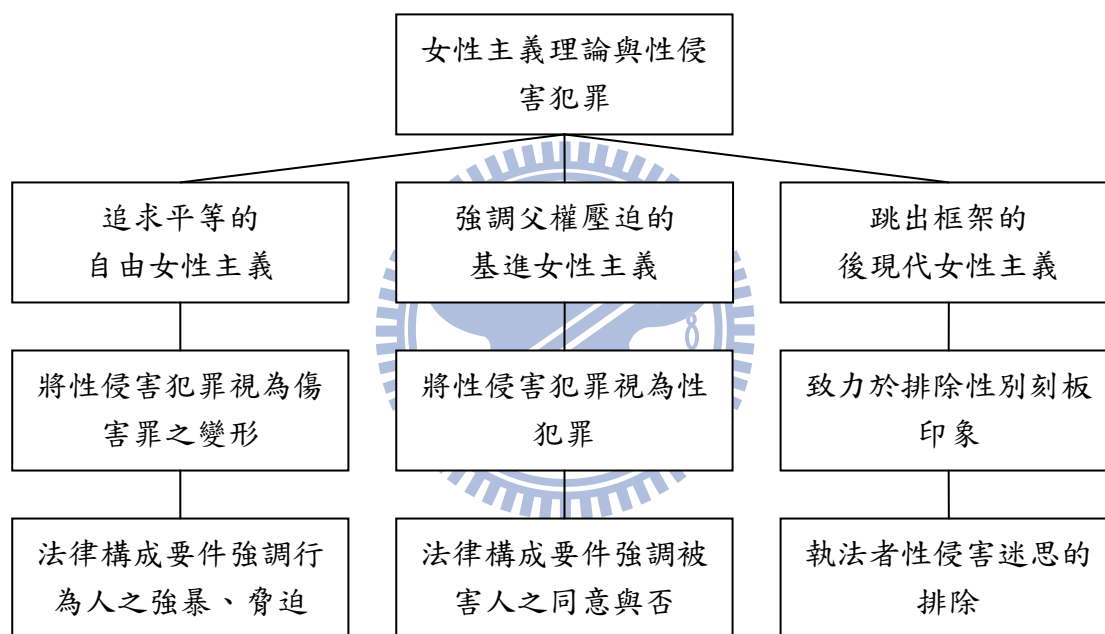 女性主義理論與性侵
害犯罪
追求平等的
自由女性主義
強調父權壓迫的
基進女性主義
跳出框架的
後現代女性主義
將性侵害犯罪視為傷
害罪之變形
將性侵害犯罪視為性
犯罪
致力於排除性別刻板
印象
法律構成要件強調行
為人之強暴、脅迫
法律構成要件強調被
害人之同意與否
執法者性侵害迷思的
排除